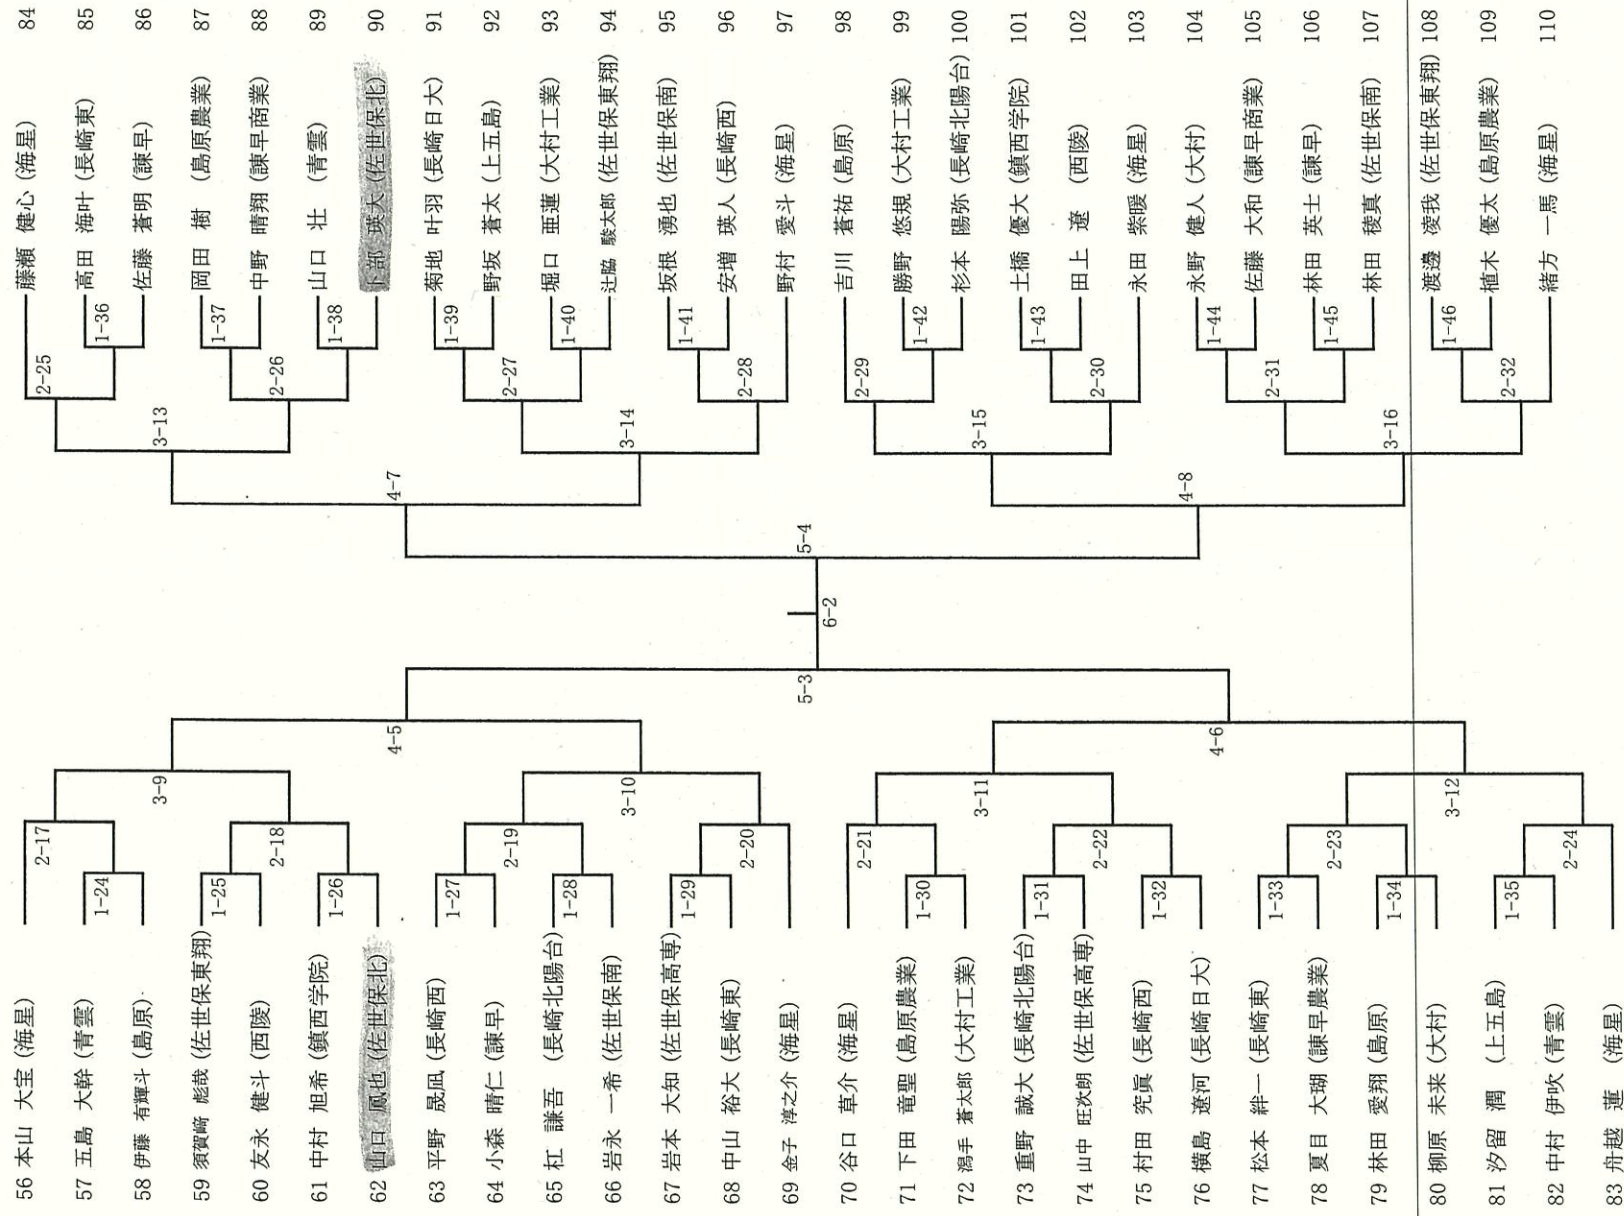 56 本山 大宝 (海星)
57 五島 大幹 (青雲)
58 伊藤 有輝斗 (島原)
59 須賀﨑 彪哉 (佐世保東翔)
60 友永 健斗 (西陵)
61 中村 旭希 (鎮西学院)
62 山口 鳳也 (佐世保北)
63 平野 晟凪 (長崎西)
64 小森 晴仁 (諫早)
65 杠 謙吾 (長崎北陽台)
66 岩永 一希 (佐世保南)
67 岩本 大知 (佐世保高専)
68 中山 裕大 (長崎東)
69 金子 淳之介 (海星)
70 谷口 草介 (海星)
71 下田 竜聖 (島原農業)
72 潟手 蒼太郎 (大村工業)
73 重野 誠大 (長崎北陽台)
74 山中 旺次朗 (佐世保高専)
75 村田 究眞 (長崎西)
76 横島 遼河 (長崎日大)
77 松本 絆一 (長崎東)
78 夏目 大瑚 (諫早農業)
79 林田 愛翔 (島原)
80 柳原 未来 (大村)
81 汐留 潤 (上五島)
82 中村 伊吹 (青雲)
83 舟越 蓮 (海星)
2-17
1-24
1-25
2-18
1-26
1-27
2-19
1-28
1-29
2-20
2-21
1-30
1-31
2-22
1-32
1-33
2-23
1-34
1-35
2-24
3-9
3-10
3-11
3-12
4-5
4-6
5-3
6-2
5-4
4-7
4-8
3-13
3-14
3-15
3-16
2-25
1-36
1-37
2-26
1-38
1-39
2-27
1-40
1-41
2-28
2-29
1-42
1-43
2-30
1-44
2-31
1-45
1-46
2-32
藤瀬 健心 (海星) 84
高田 海叶 (長崎東) 85
佐藤 蒼明 (諫早) 86
岡田 樹 (島原農業) 87
中野 晴翔 (諫早商業) 88
山口 壮 (青雲) 89
卜部 瑛大 (佐世保北) 90
菊地 叶羽 (長崎日大) 91
野坂 蒼太 (上五島) 92
堀口 亜蓮 (大村工業) 93
辻脇 駿太郎 (佐世保東翔) 94
坂根 湧也 (佐世保南) 95
安増 瑛人 (長崎西) 96
野村 愛斗 (海星) 97
吉川 蒼祐 (島原) 98
勝野 悠規 (大村工業) 99
杉本 陽弥 (長崎北陽台) 100
土橋 優大 (鎮西学院) 101
田上 遼 (西陵) 102
永田 紫暖 (海星) 103
永野 健人 (大村) 104
佐藤 大和 (諫早商業) 105
林田 英士 (諫早) 106
林田 稜真 (佐世保南) 107
渡邊 凌我 (佐世保東翔) 108
植木 優太 (島原農業) 109
緒方 一馬 (海星) 110